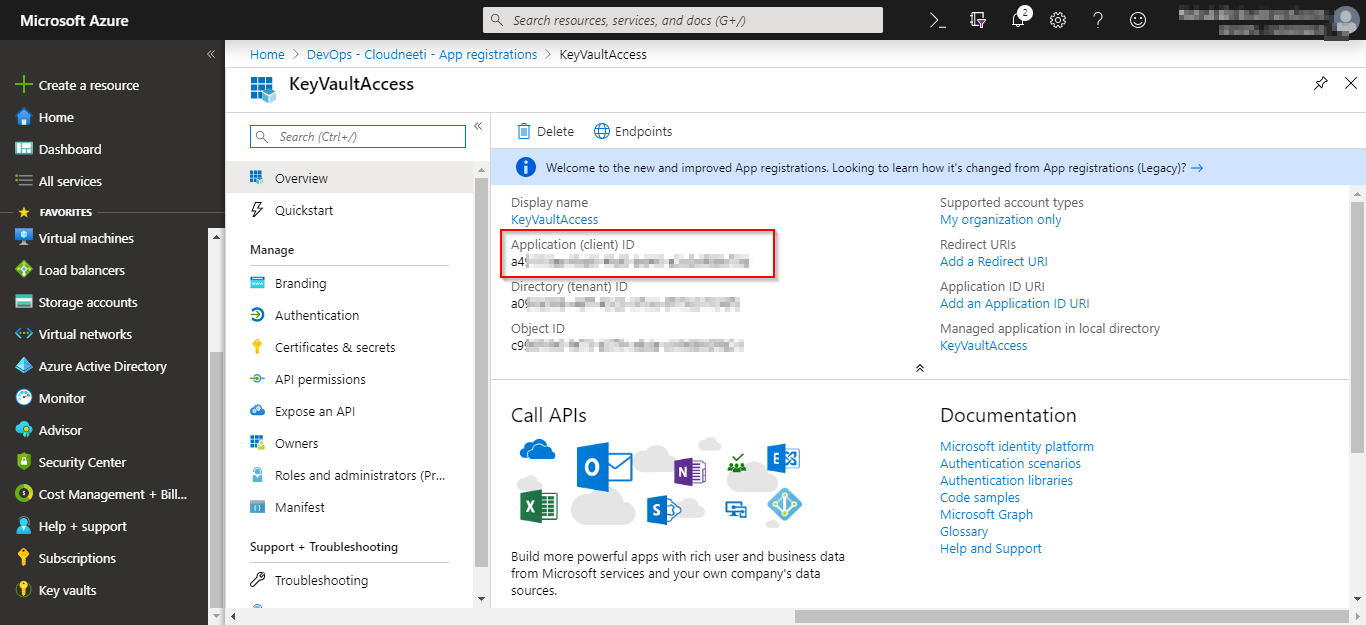 Microsoft Azure
Search resources, services, and docs (G+/)
2
Create a resource
Home
Dashboard
All services
FAVORITES
Virtual machines
Load balancers
Storage accounts
Virtual networks
Azure Active Directory
Monitor
Advisor
Security Center
Cost Management + Bill...
Help + support
Subscriptions
Key vaults
Home > DevOps - Cloudneeti - App registrations > KeyVaultAccess
KeyVaultAccess
Search (Ctrl+/)
Overview
Quickstart
Manage
Branding
Authentication
Certificates & secrets
API permissions
Expose an API
Owners
Roles and administrators (Pr...
Manifest
Support + Troubleshooting
Troubleshooting
Delete
Endpoints
Welcome to the new and improved App registrations. Looking to learn how it's changed from App registrations (Legacy)? →
Display name
KeyVaultAccess
Application (client) ID
a4
Directory (tenant) ID
a09
Object ID
c99
Supported account types
My organization only
Redirect URIs
Add a Redirect URI
Application ID URI
Add an Application ID URI
Managed application in local directory
KeyVaultAccess
Call APIs
Build more powerful apps with rich user and business data
from Microsoft services and your own company's data
sources.
Documentation
Microsoft identity platform
Authentication scenarios
Authentication libraries
Code samples
Microsoft Graph
Glossary
Help and Support